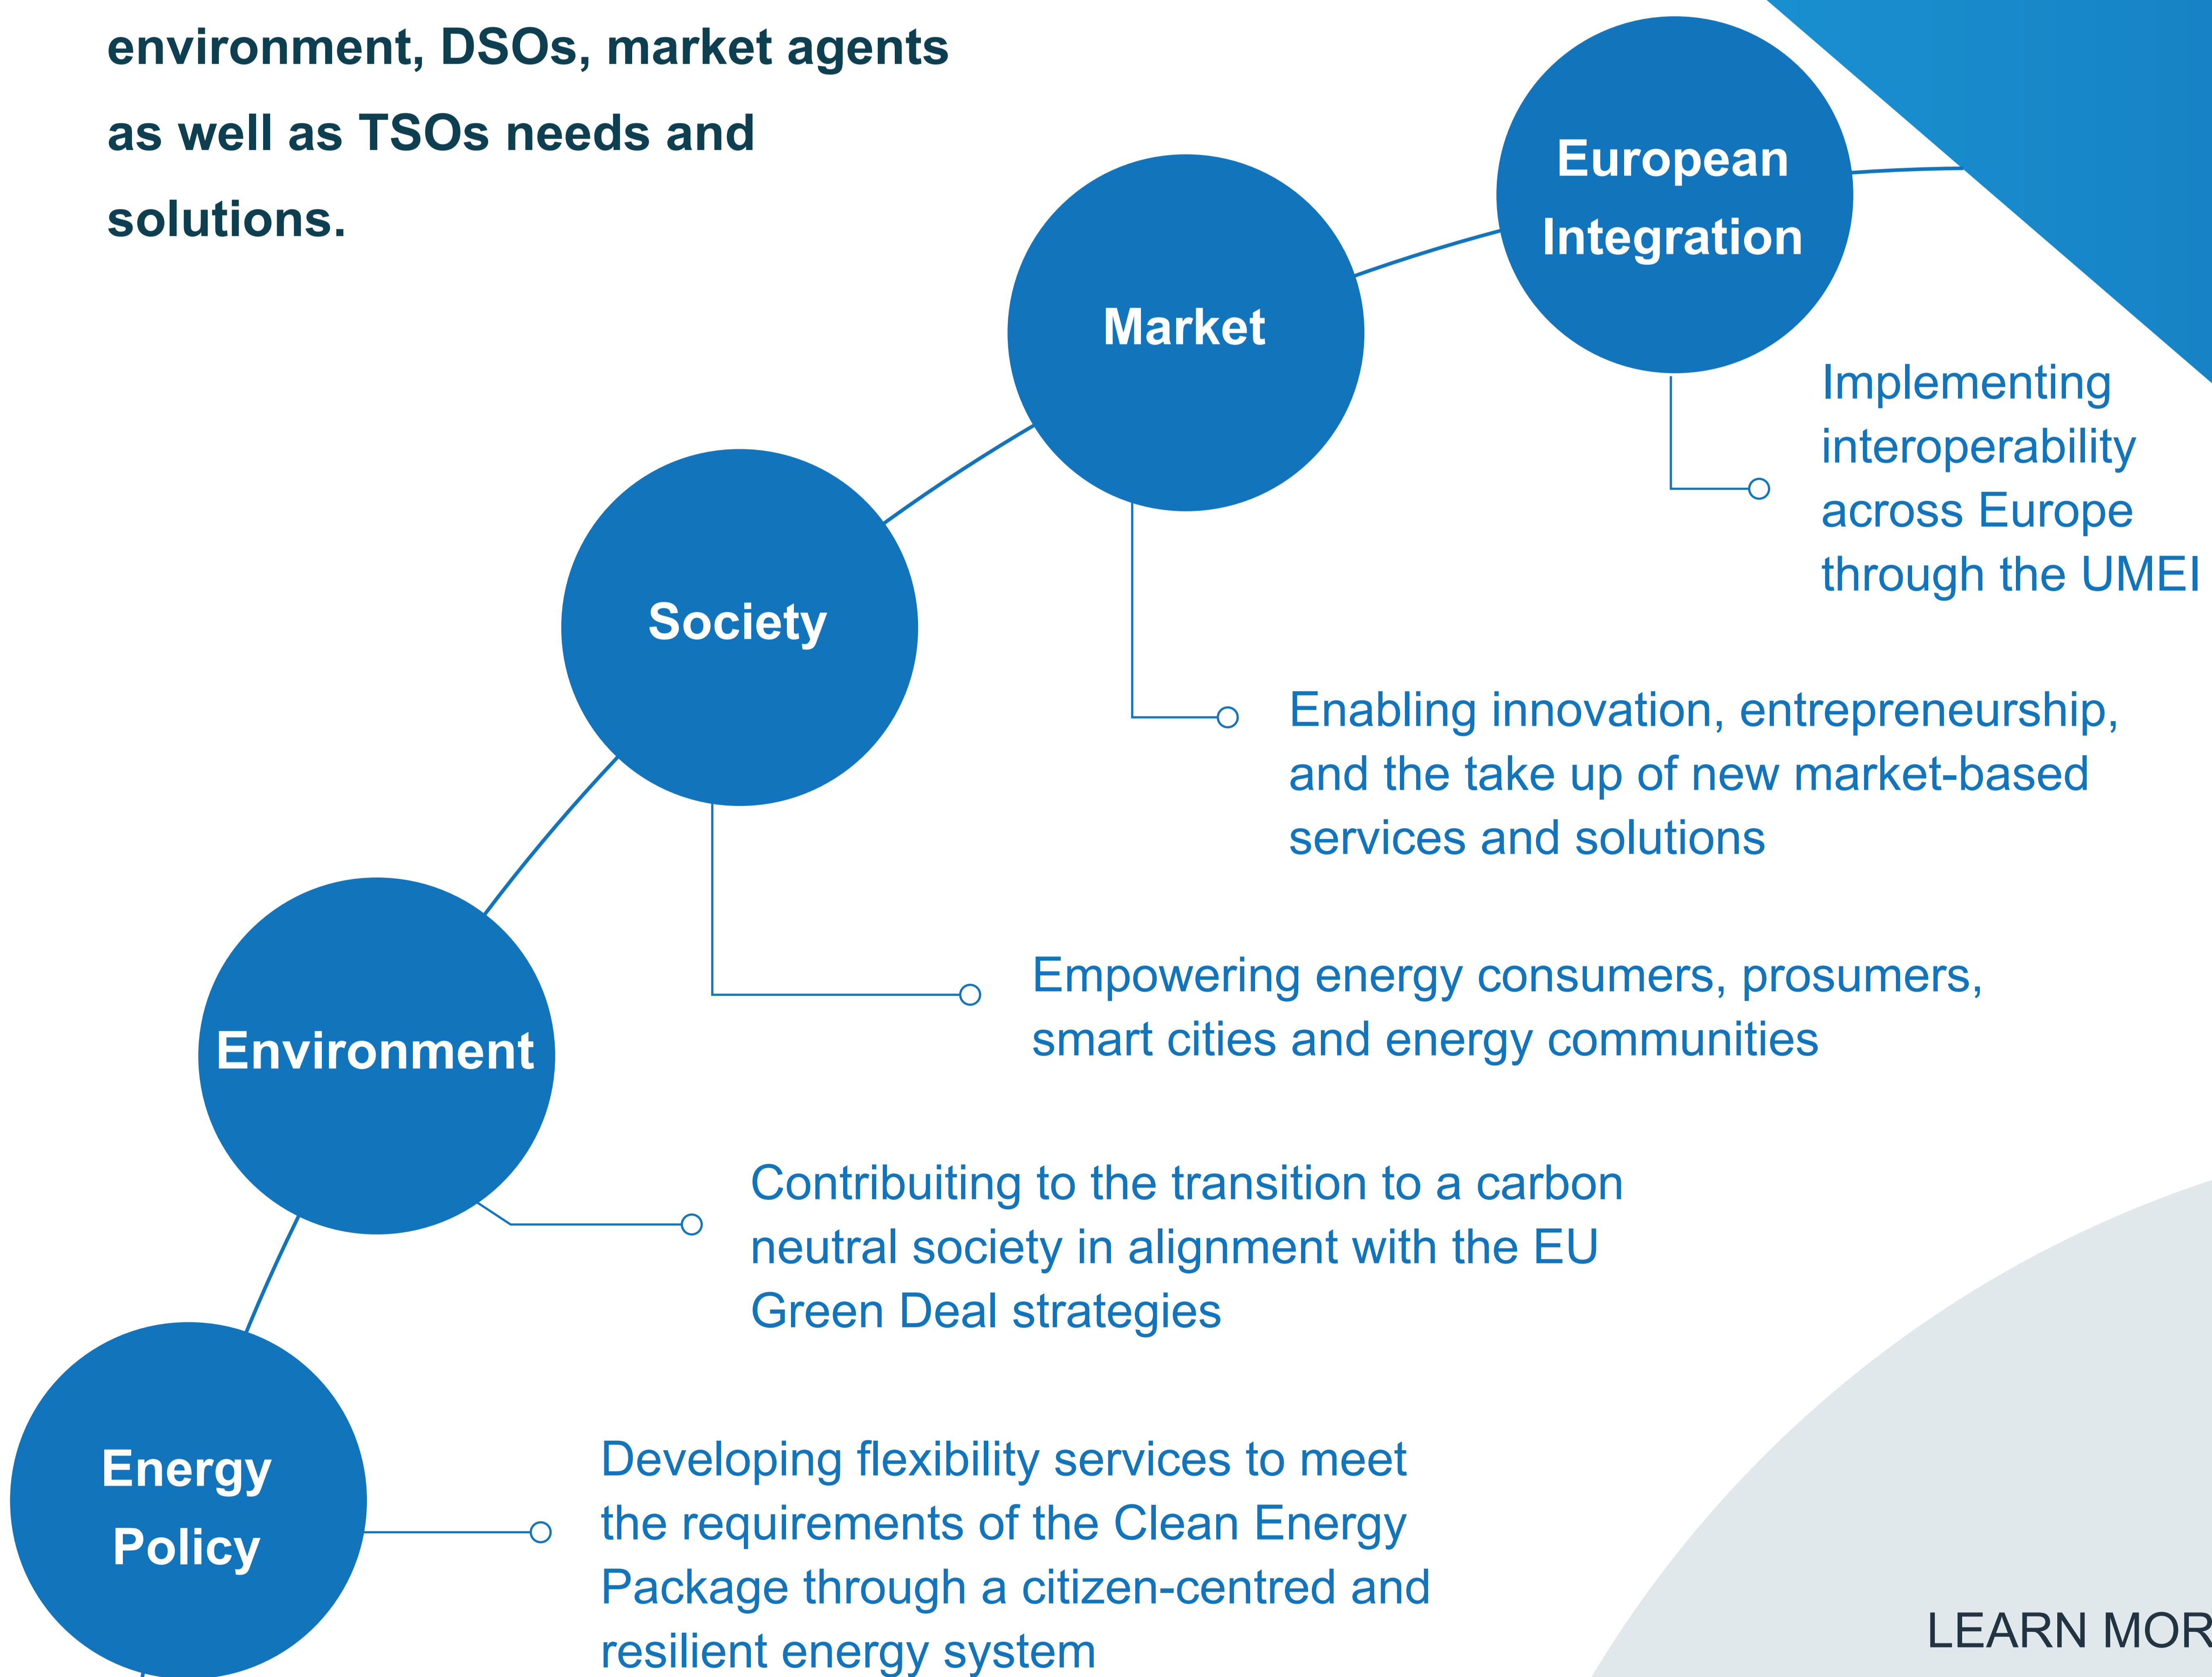 environment, DSOs, market agents
as well as TSOs needs and
solutions.
European
Integration
Implementing
interoperability
across Europe
through the UMEI
Market
Enabling innovation, entrepreneurship,
and the take up of new market-based
services and solutions
Society
Empowering energy consumers, prosumers,
smart cities and energy communities
Environment
Contribuiting to the transition to a carbon
neutral society in alignment with the EU
Green Deal strategies
Energy
Policy
Developing flexibility services to meet
the requirements of the Clean Energy
Package through a citizen-centred and
resilient energy system
LEARN MOR